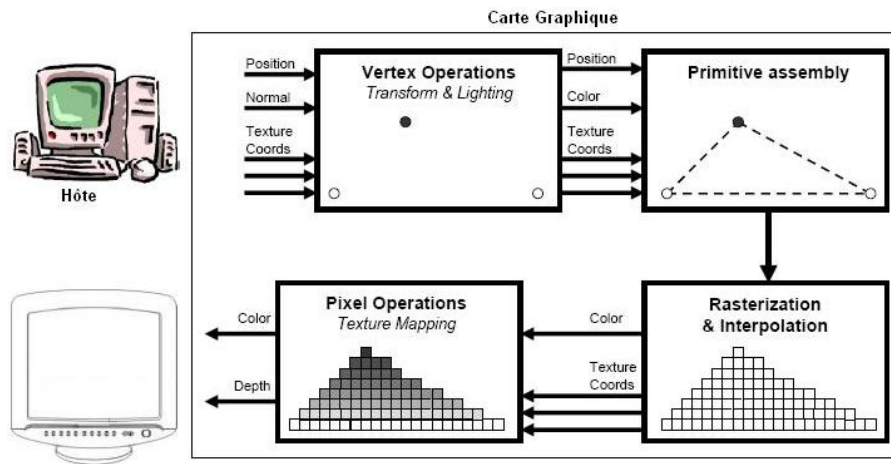 Carte Graphique
Hôte
Position
Normal
Texture
Coords
Vertex Operations
Transform & Lighting
Position
Color
Texture
Coords
Primitive assembly
Rasterization
& Interpolation
Color
Texture
Coords
Pixel Operations
Texture Mapping
Color
Depth